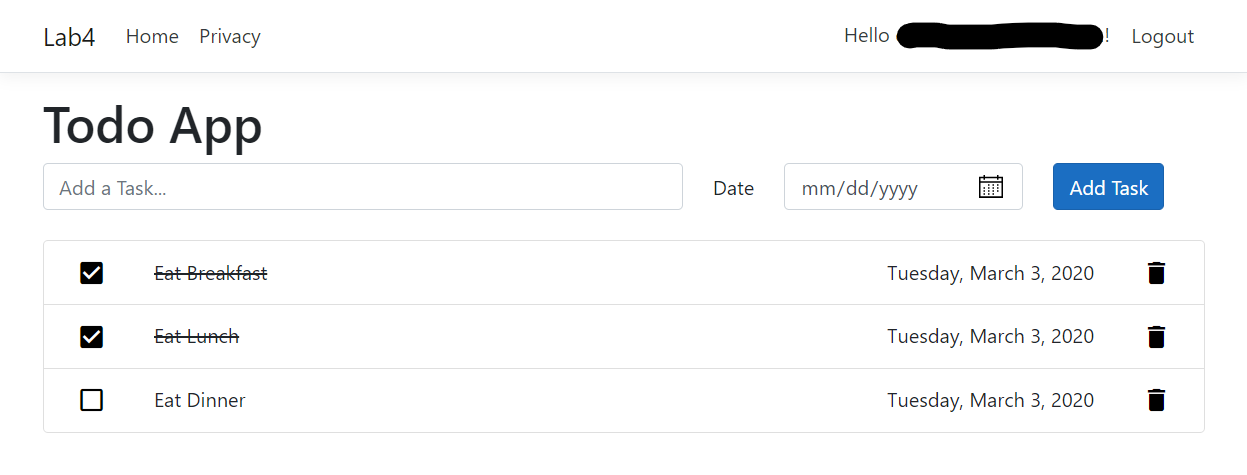 Lab4 Home Privacy Hello ! Logout
Todo App
Add a Task... Date mm/dd/yyyy Add Task
Eat Breakfast Tuesday, March 3, 2020
Eat Lunch Tuesday, March 3, 2020
Eat Dinner Tuesday, March 3, 2020